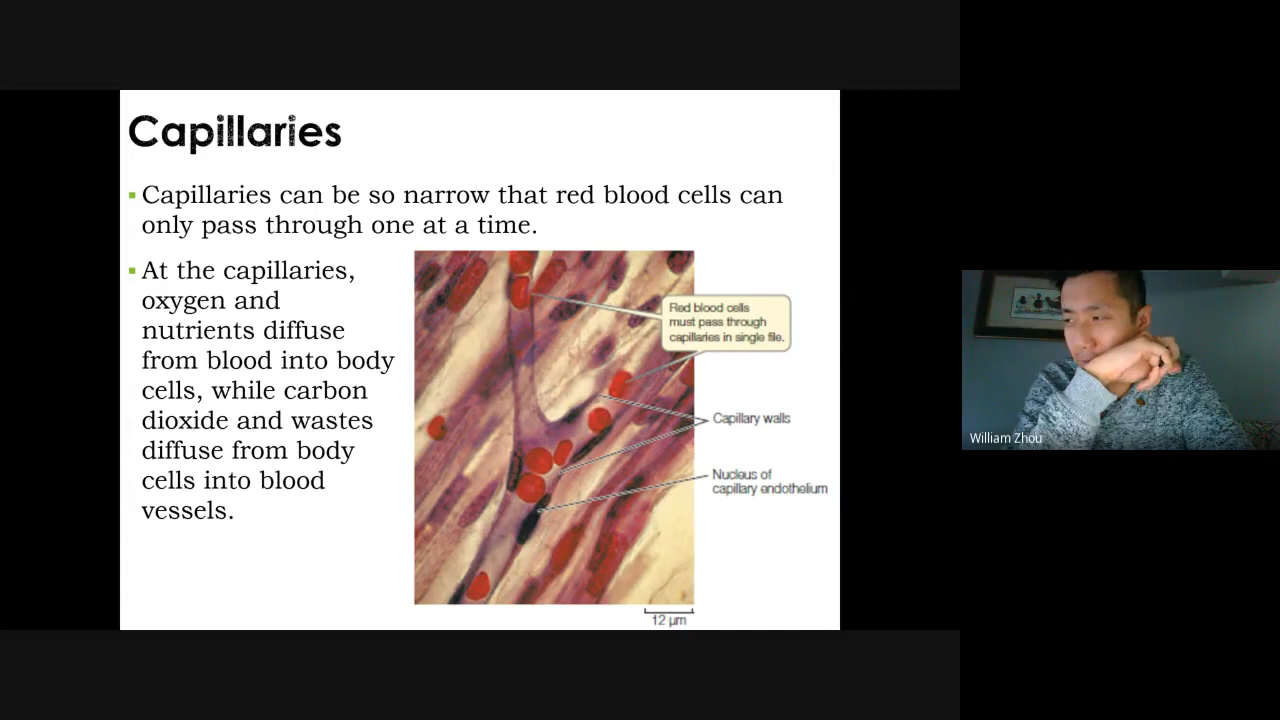 Capillaries
▪ Capillaries can be so narrow that red blood cells can
only pass through one at a time.
▪ At the capillaries,
oxygen and
nutrients diffuse
from blood into body
cells, while carbon
dioxide and wastes
diffuse from body
cells into blood
vessels.
Red blood cells
must pass through
capillaries in single file.
Capillary walls
Nucleus of
capillary endothelium
12 µm
William Zhou